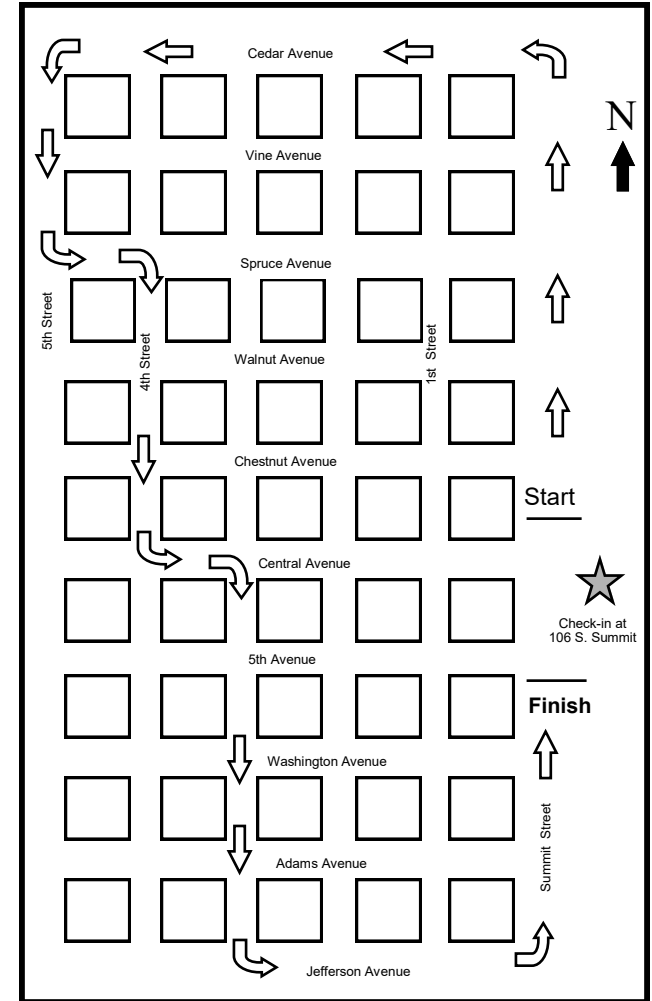 Cedar Avenue
N
Vine Avenue
Spruce Avenue
5th Street
4th Street
1st Street
Walnut Avenue
Chestnut Avenue
Start
Central Avenue
Check-in at
106 S. Summit
5th Avenue
Finish
Washington Avenue
Summit Street
Adams Avenue
Jefferson Avenue